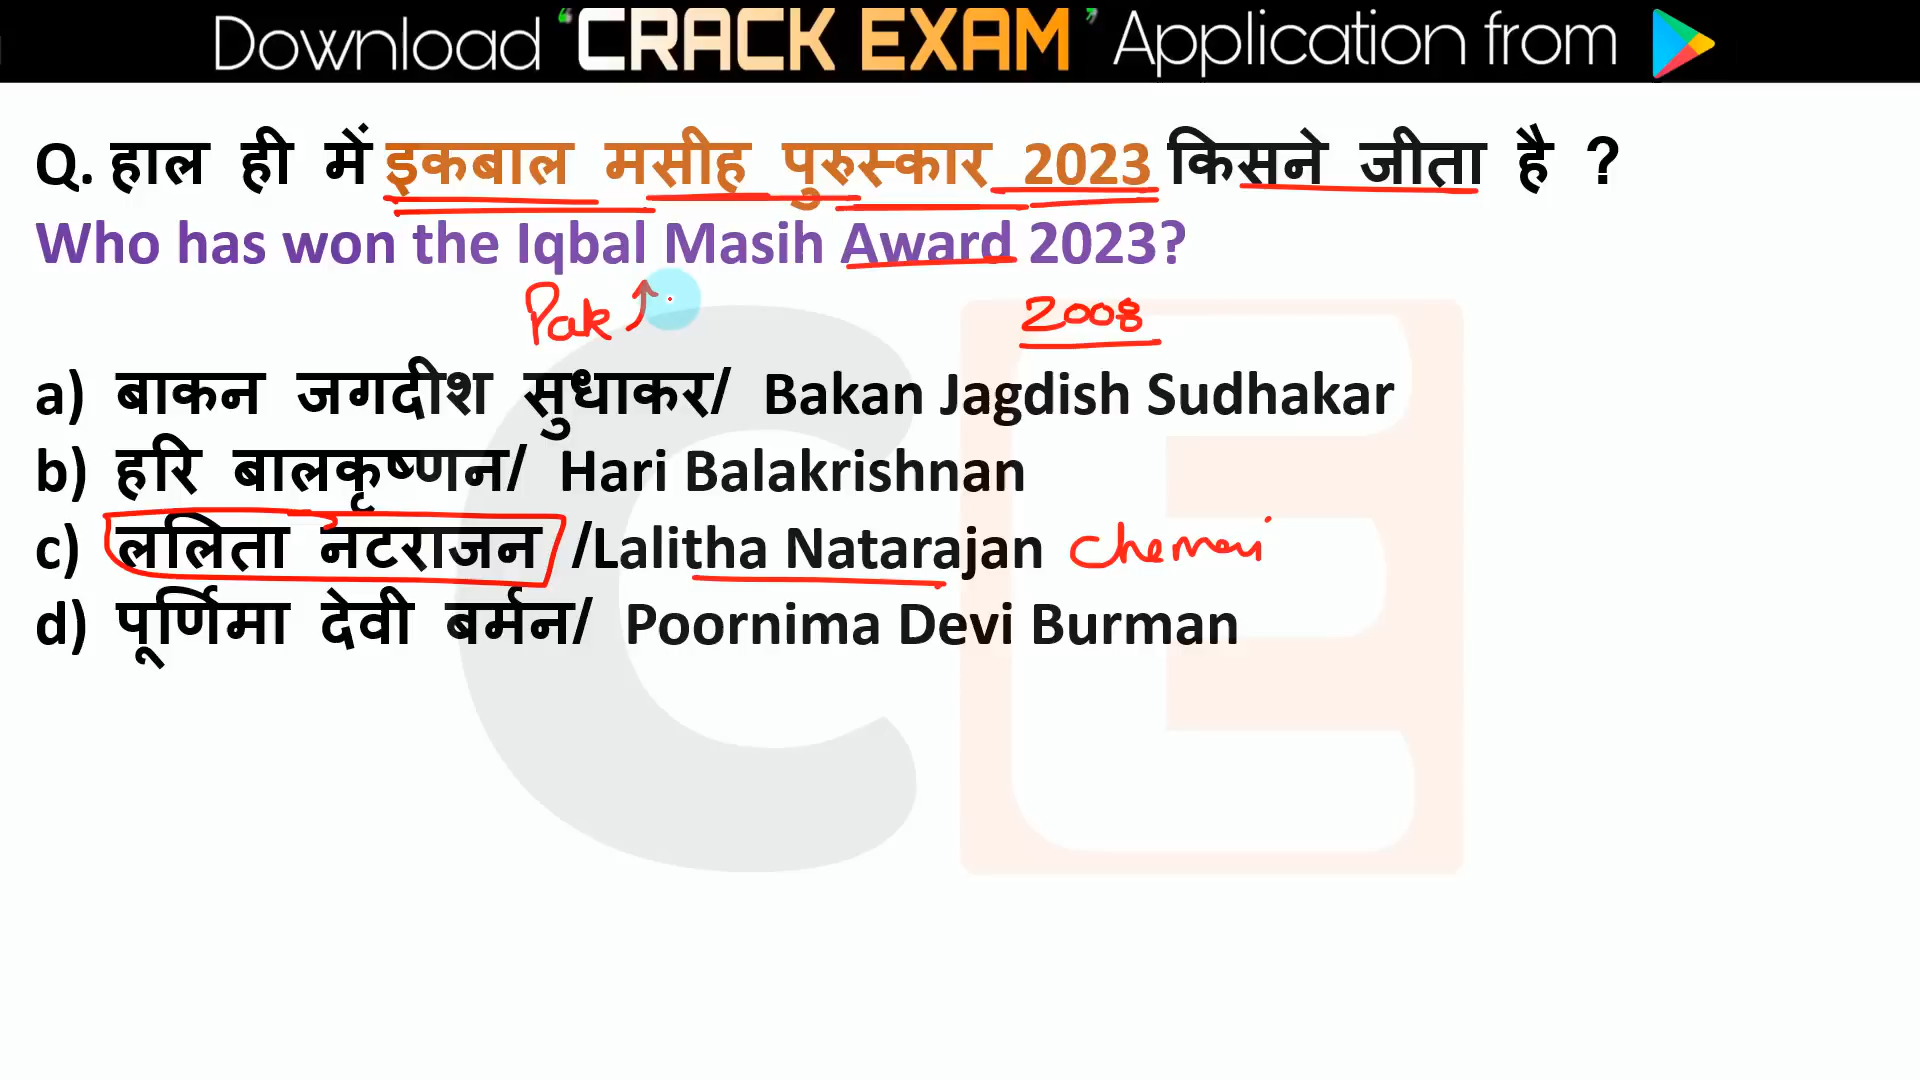 Download ‘CRACK EXAM’ Application from
Q. हाल ही में इकबाल मसीह पुरुस्कार 2023 किसने जीता है ?
Who has won the Iqbal Masih Award 2023?
Pak 2008
a) बाकन जगदीश सुधाकर/ Bakan Jagdish Sudhakar
b) हरि बालकृष्णन/ Hari Balakrishnan
c) ललिता नटराजन /Lalitha Natarajan
d) पूर्णिमा देवी बर्मन/ Poornima Devi Burman
CE